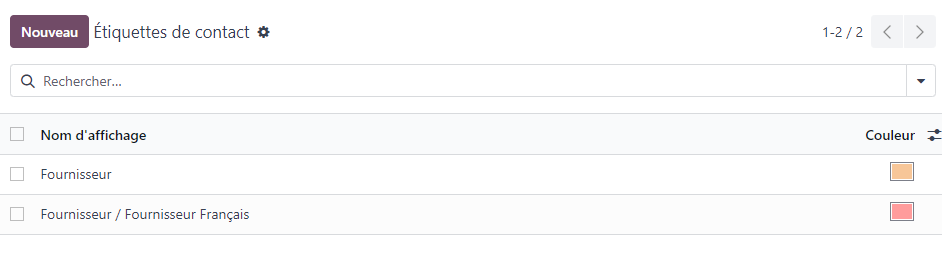 Nouveau Étiquettes de contact 1-2 / 2
Rechercher...
Nom d'affichage Couleur
Fournisseur
Fournisseur / Fournisseur Français